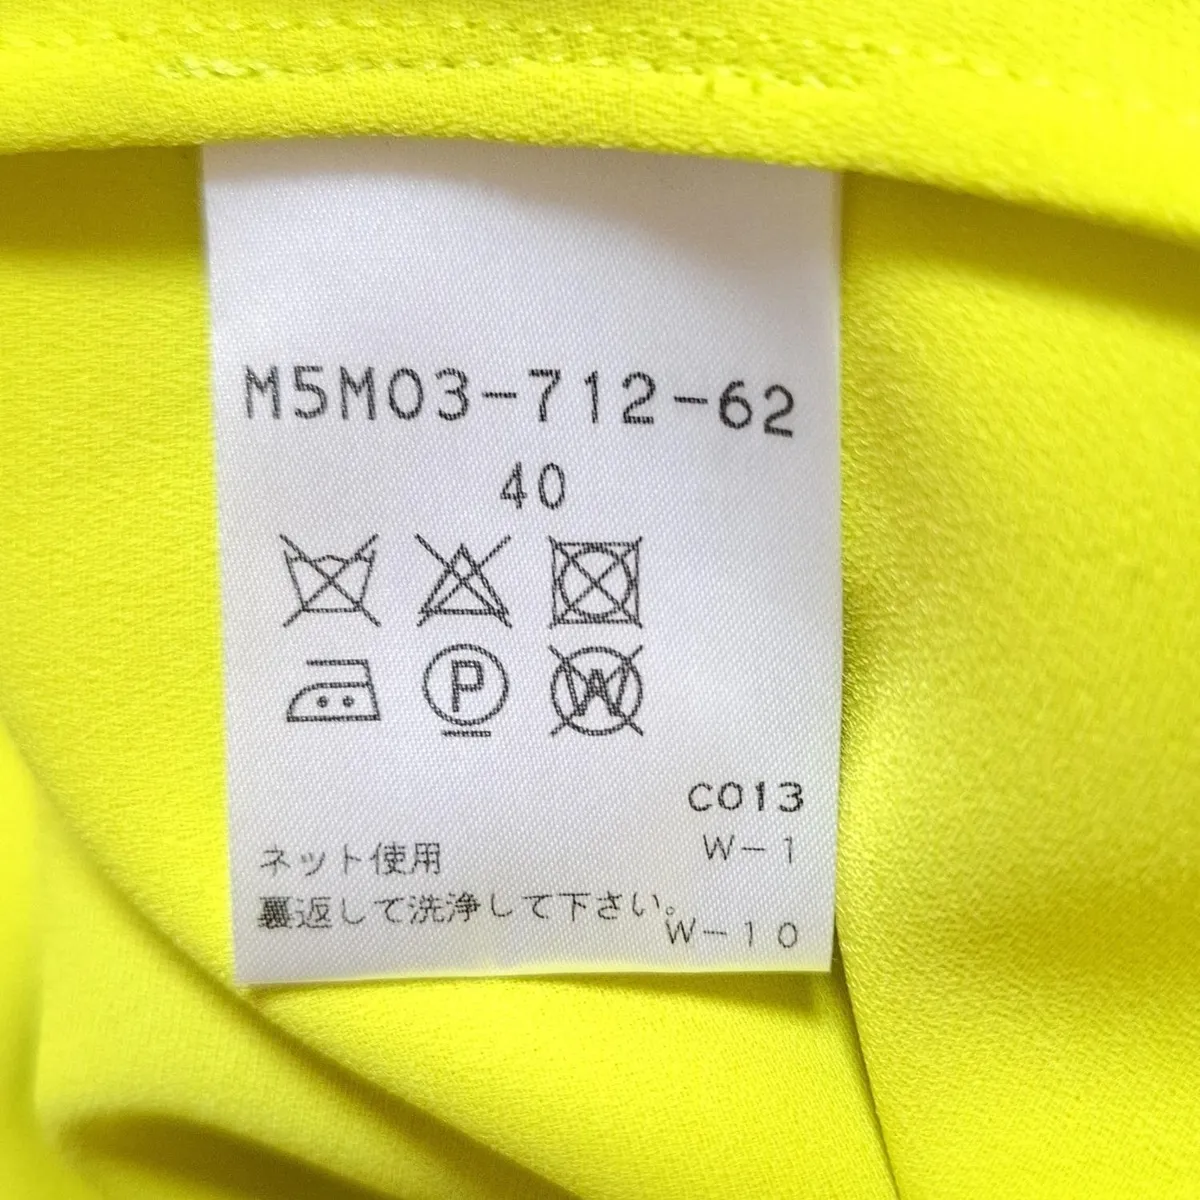 M5M03-712-62
40
P
W
C013
W-1
ネット使用
裏返して洗浄して下さい。
W-10